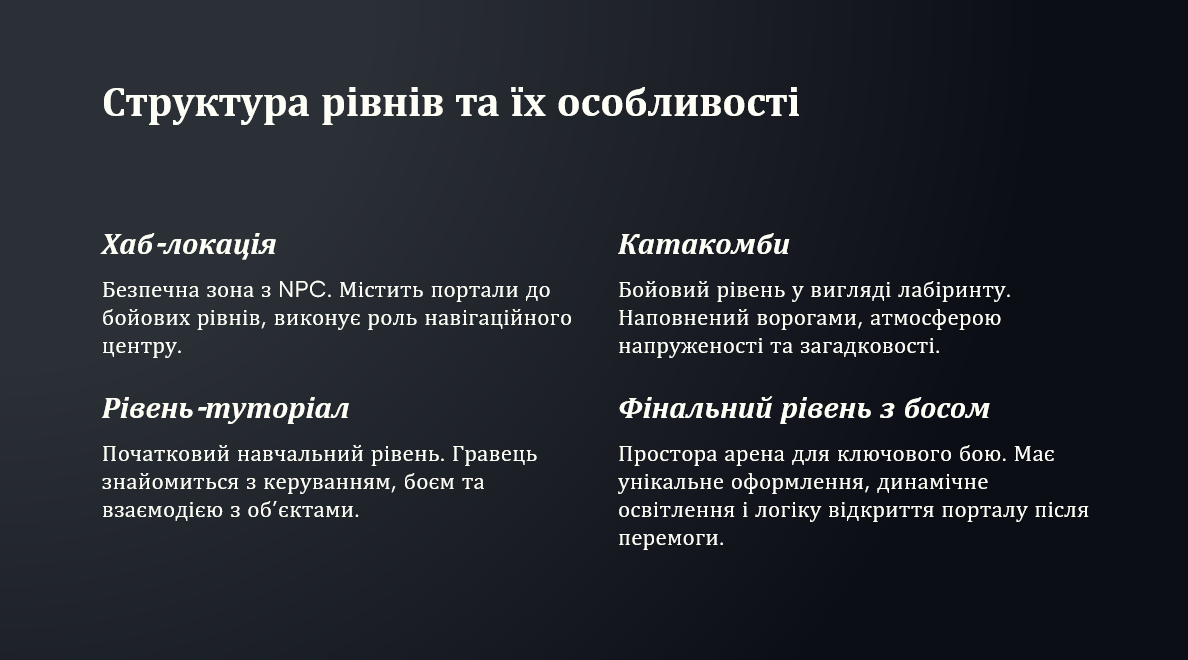 Структура рівнів та їх особливості
Хаб-локація
Безпечна зона з NPC. Містить портали до
бойових рівнів, виконує роль навігаційного
центру.
Рівень-туторіал
Початковий навчальний рівень. Гравець
знайомиться з керуванням, боєм та
взаємодією з об’єктами.
Катакомби
Бойовий рівень у вигляді лабіринту.
Наповнений ворогами, атмосферою
напруженості та загадковості.
Фінальний рівень з босом
Простора арена для ключового бою. Має
унікальне оформлення, динамічне
освітлення і логіку відкриття порталу після
перемоги.